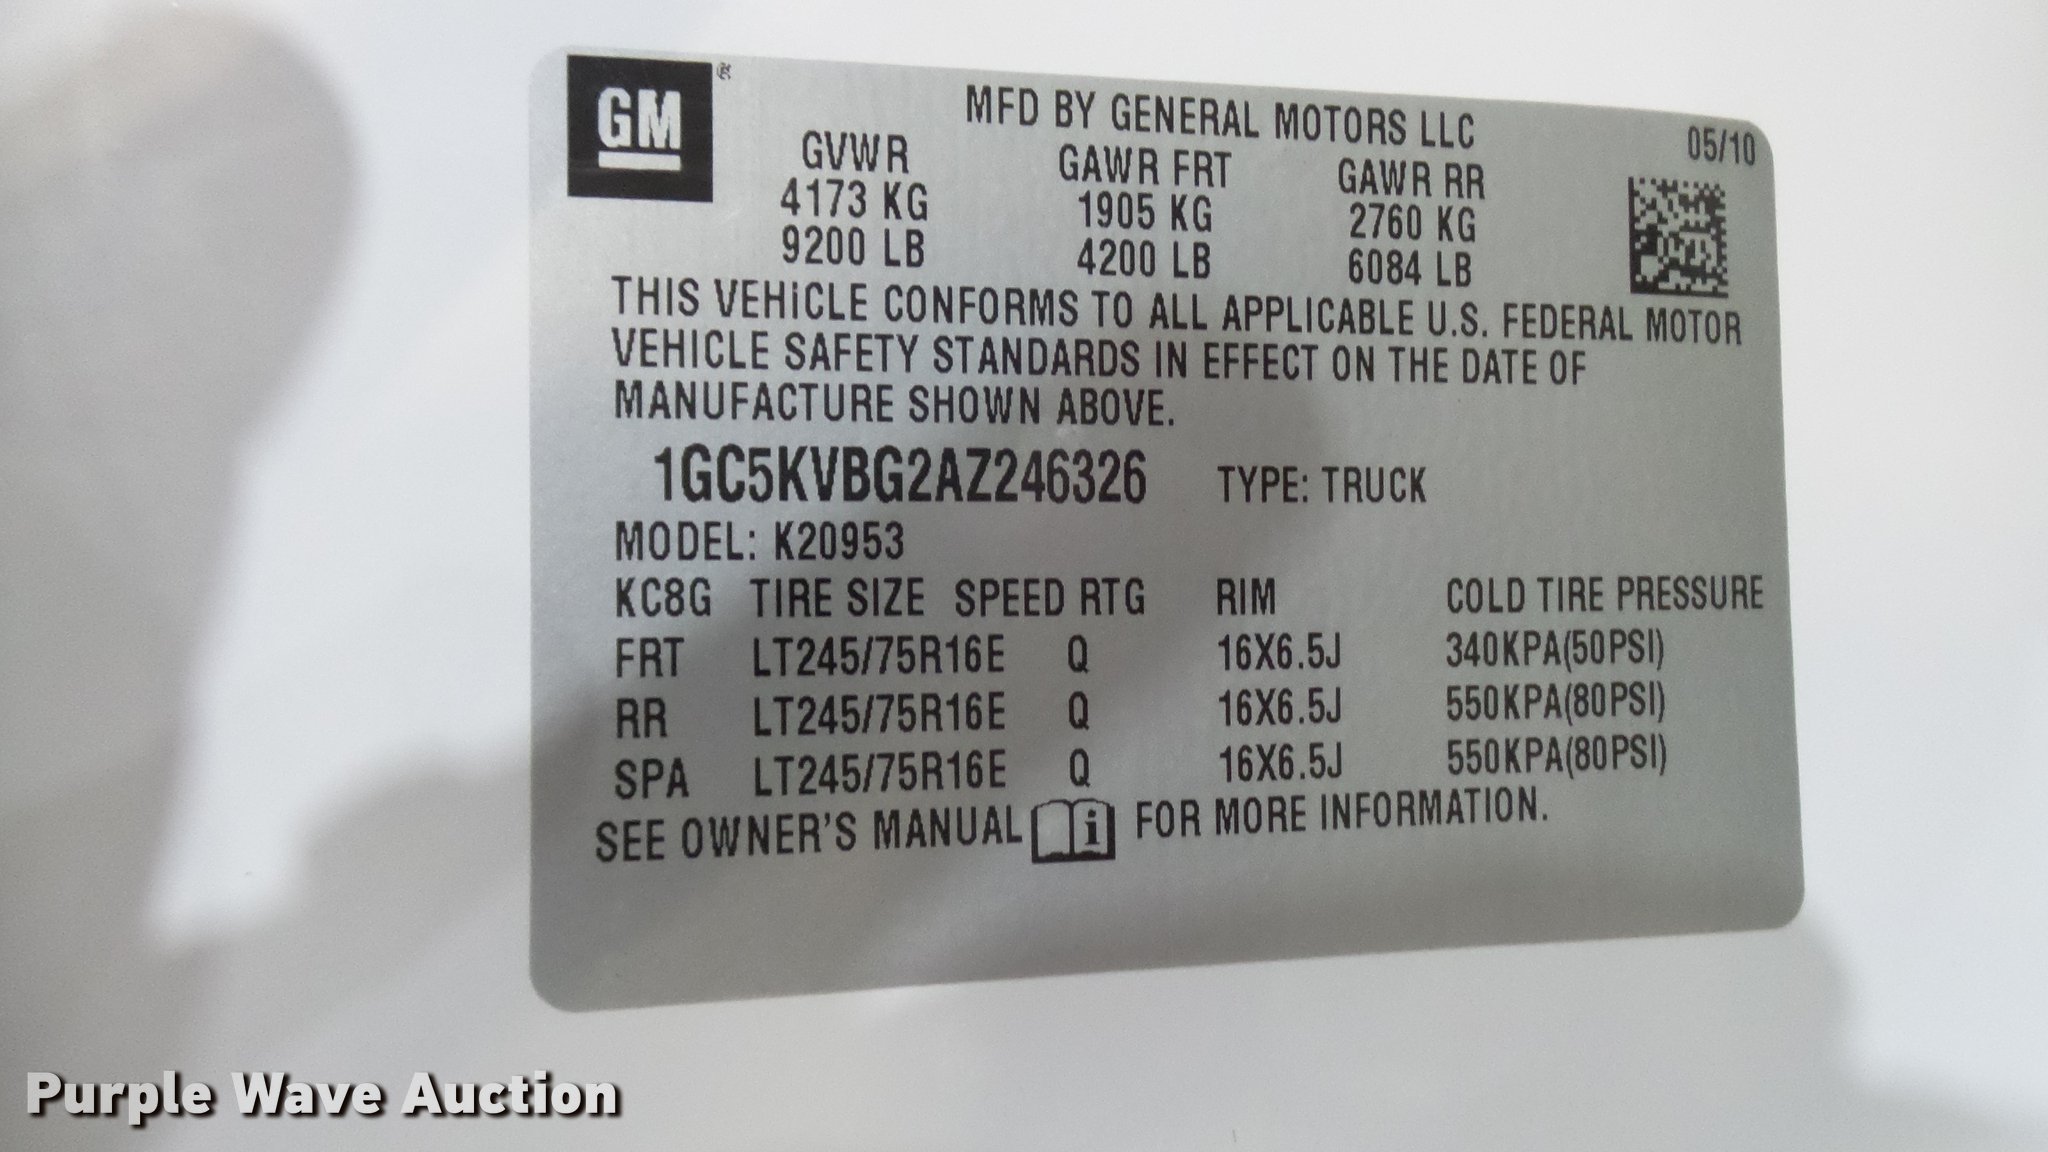 GM ®
MFD BY GENERAL MOTORS LLC
05/10
GVWR GAWR FRT GAWR RR
4173 KG 1905 KG 2760 KG
9200 LB 4200 LB 6084 LB
THIS VEHICLE CONFORMS TO ALL APPLICABLE U.S. FEDERAL MOTOR
VEHICLE SAFETY STANDARDS IN EFFECT ON THE DATE OF
MANUFACTURE SHOWN ABOVE.
1GC5KVBG2AZ246326 TYPE: TRUCK
MODEL: K20953
KC8G TIRE SIZE SPEED RTG RIM COLD TIRE PRESSURE
FRT LT245/75R16E Q 16X6.5J 340KPA(50PSI)
RR LT245/75R16E Q 16X6.5J 550KPA(80PSI)
SPA LT245/75R16E Q 16X6.5J 550KPA(80PSI)
SEE OWNER'S MANUAL i FOR MORE INFORMATION.
Purple Wave Auction